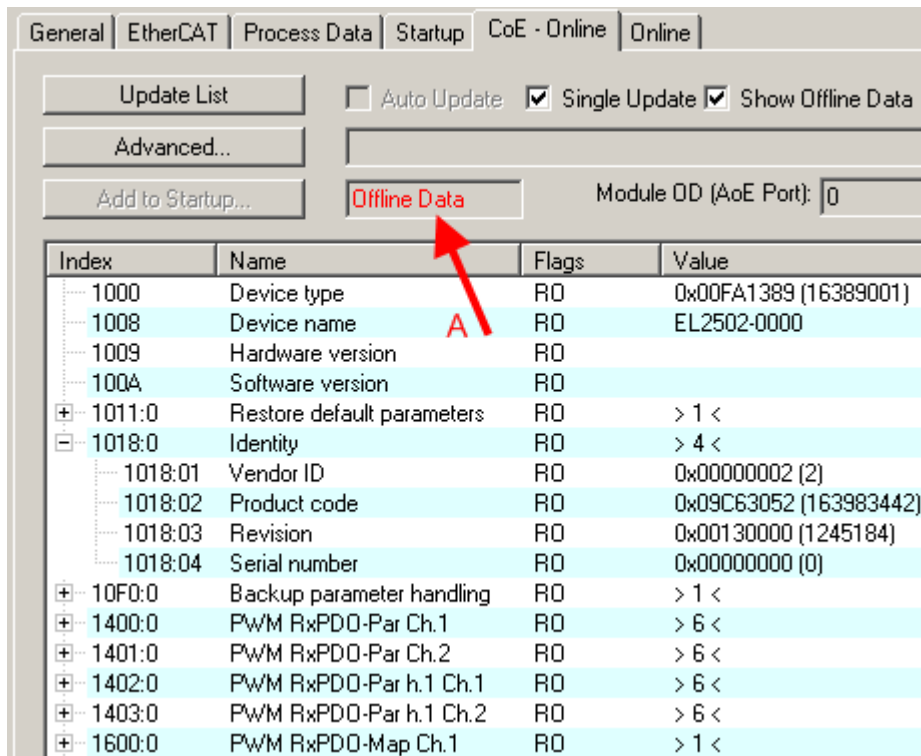 General EtherCAT Process Data Startup CoE - Online Online
Update List Auto Update Single Update Show Offline Data
Advanced...
Add to Startup... Offline Data Module OD (AoE Port): 0
Index Name Flags Value
1000 Device type RO 0x00FA1389 (16389001)
1008 Device name RO EL2502-0000
A
1009 Hardware version RO
100A Software version RO
1011:0 Restore default parameters RO > 1 <
1018:0 Identity RO > 4 <
1018:01 Vendor ID RO 0x00000002 (2)
1018:02 Product code RO 0x09C63052 (163983442)
1018:03 Revision RO 0x00130000 (1245184)
1018:04 Serial number RO 0x00000000 (0)
10F0:0 Backup parameter handling RO > 1 <
1400:0 PWM RxPDO-Par Ch.1 RO > 6 <
1401:0 PWM RxPDO-Par Ch.2 RO > 6 <
1402:0 PWM RxPDO-Par h.1 Ch.1 RO > 6 <
1403:0 PWM RxPDO-Par h.1 Ch.2 RO > 6 <
1600:0 PWM RxPDO-Map Ch.1 RO > 1 <